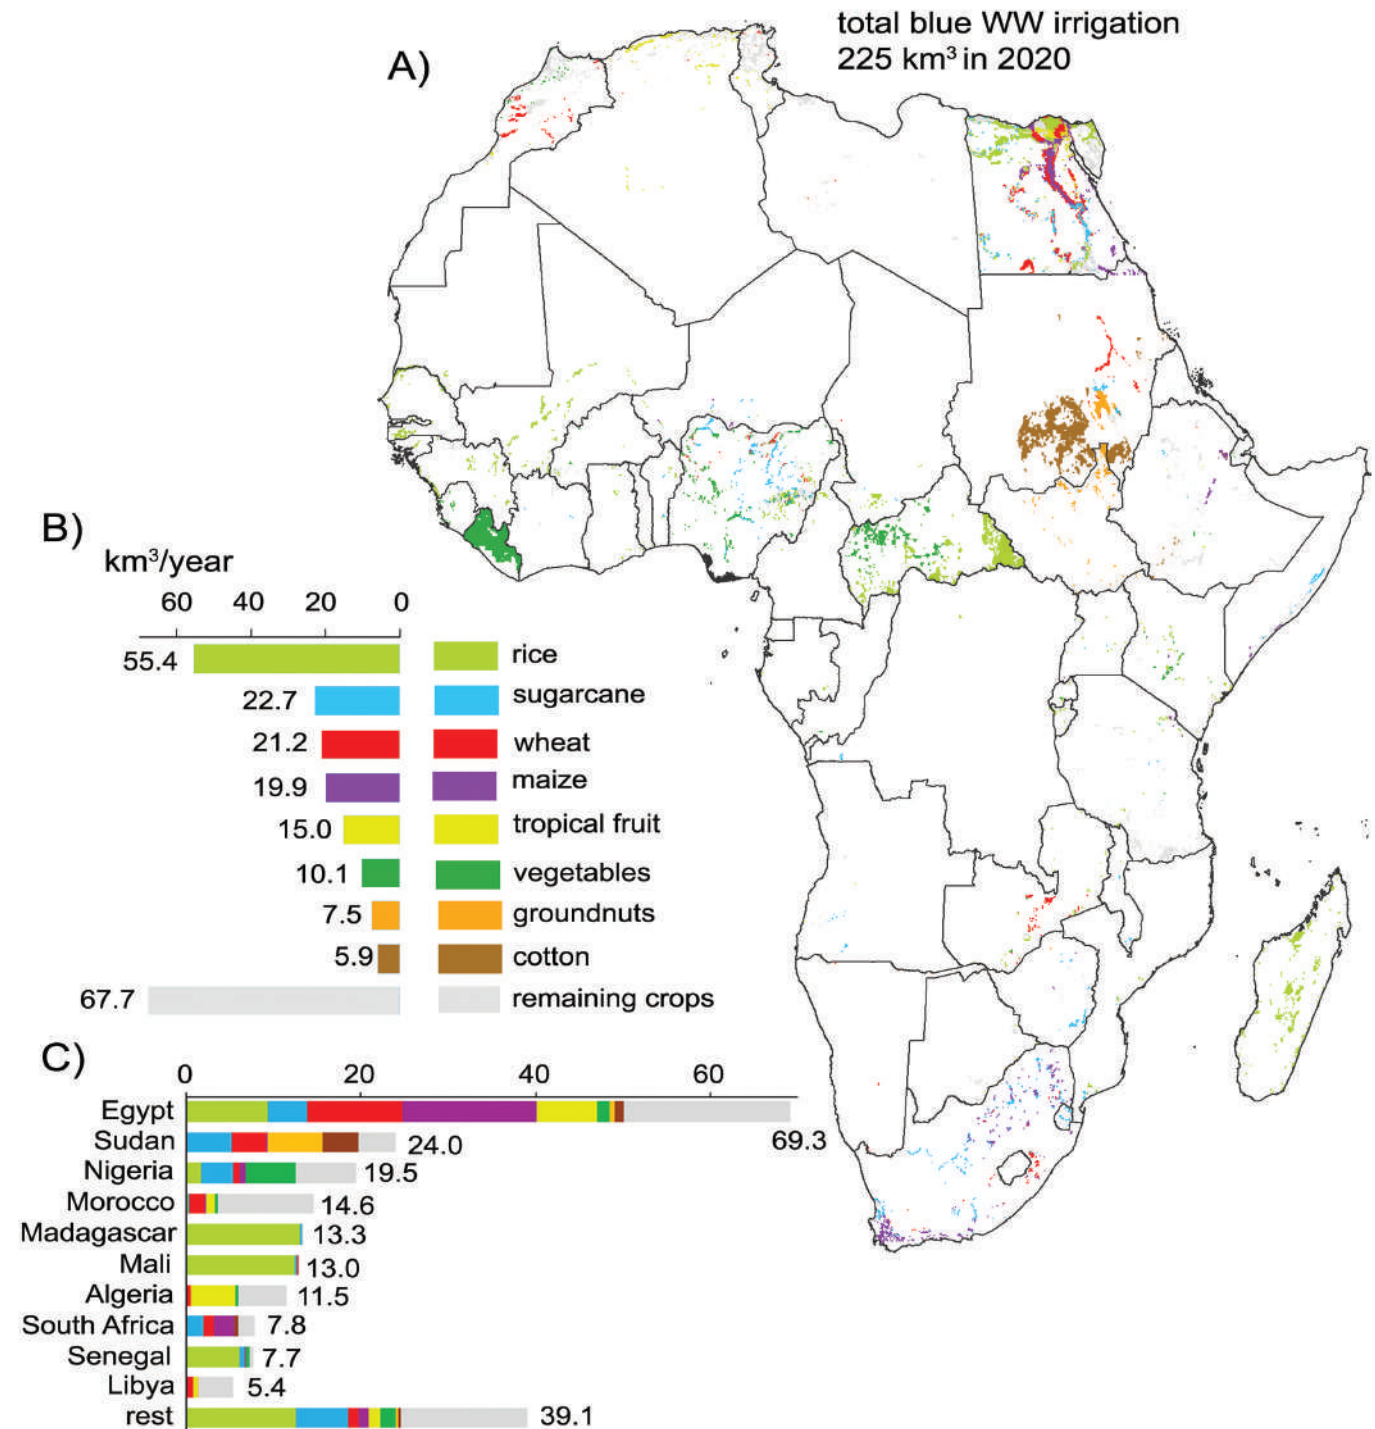 total blue WW irrigation
225 km³ in 2020
A)
B)
km³/year
60 40 20 0
55.4 rice
22.7 sugarcane
21.2 wheat
19.9 maize
15.0 tropical fruit
10.1 vegetables
7.5 groundnuts
5.9 cotton
67.7 remaining crops
C)
0 20 40 60
Egypt 69.3
Sudan 24.0
Nigeria 19.5
Morocco 14.6
Madagascar 13.3
Mali 13.0
Algeria 11.5
South Africa 7.8
Senegal 7.7
Libya 5.4
rest 39.1